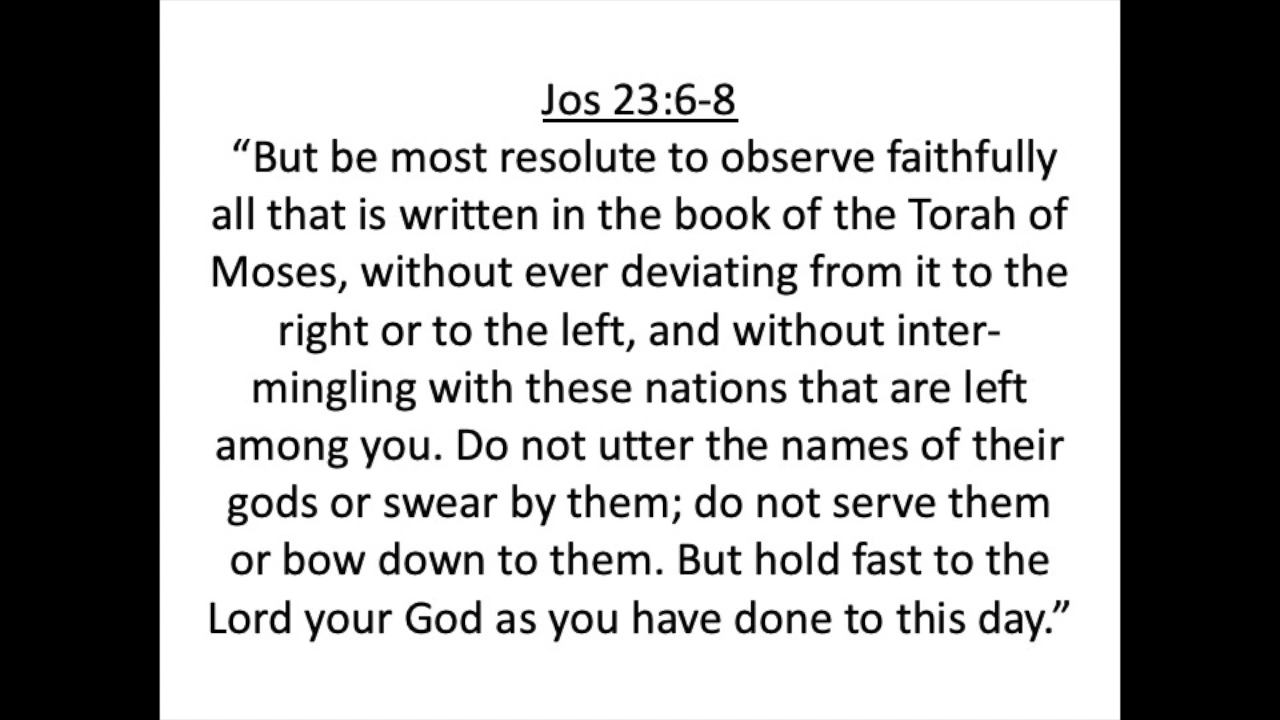 Jos 23:6-8
“But be most resolute to observe faithfully
all that is written in the book of the Torah of
Moses, without ever deviating from it to the
right or to the left, and without inter-
mingling with these nations that are left
among you. Do not utter the names of their
gods or swear by them; do not serve them
or bow down to them. But hold fast to the
Lord your God as you have done to this day.”